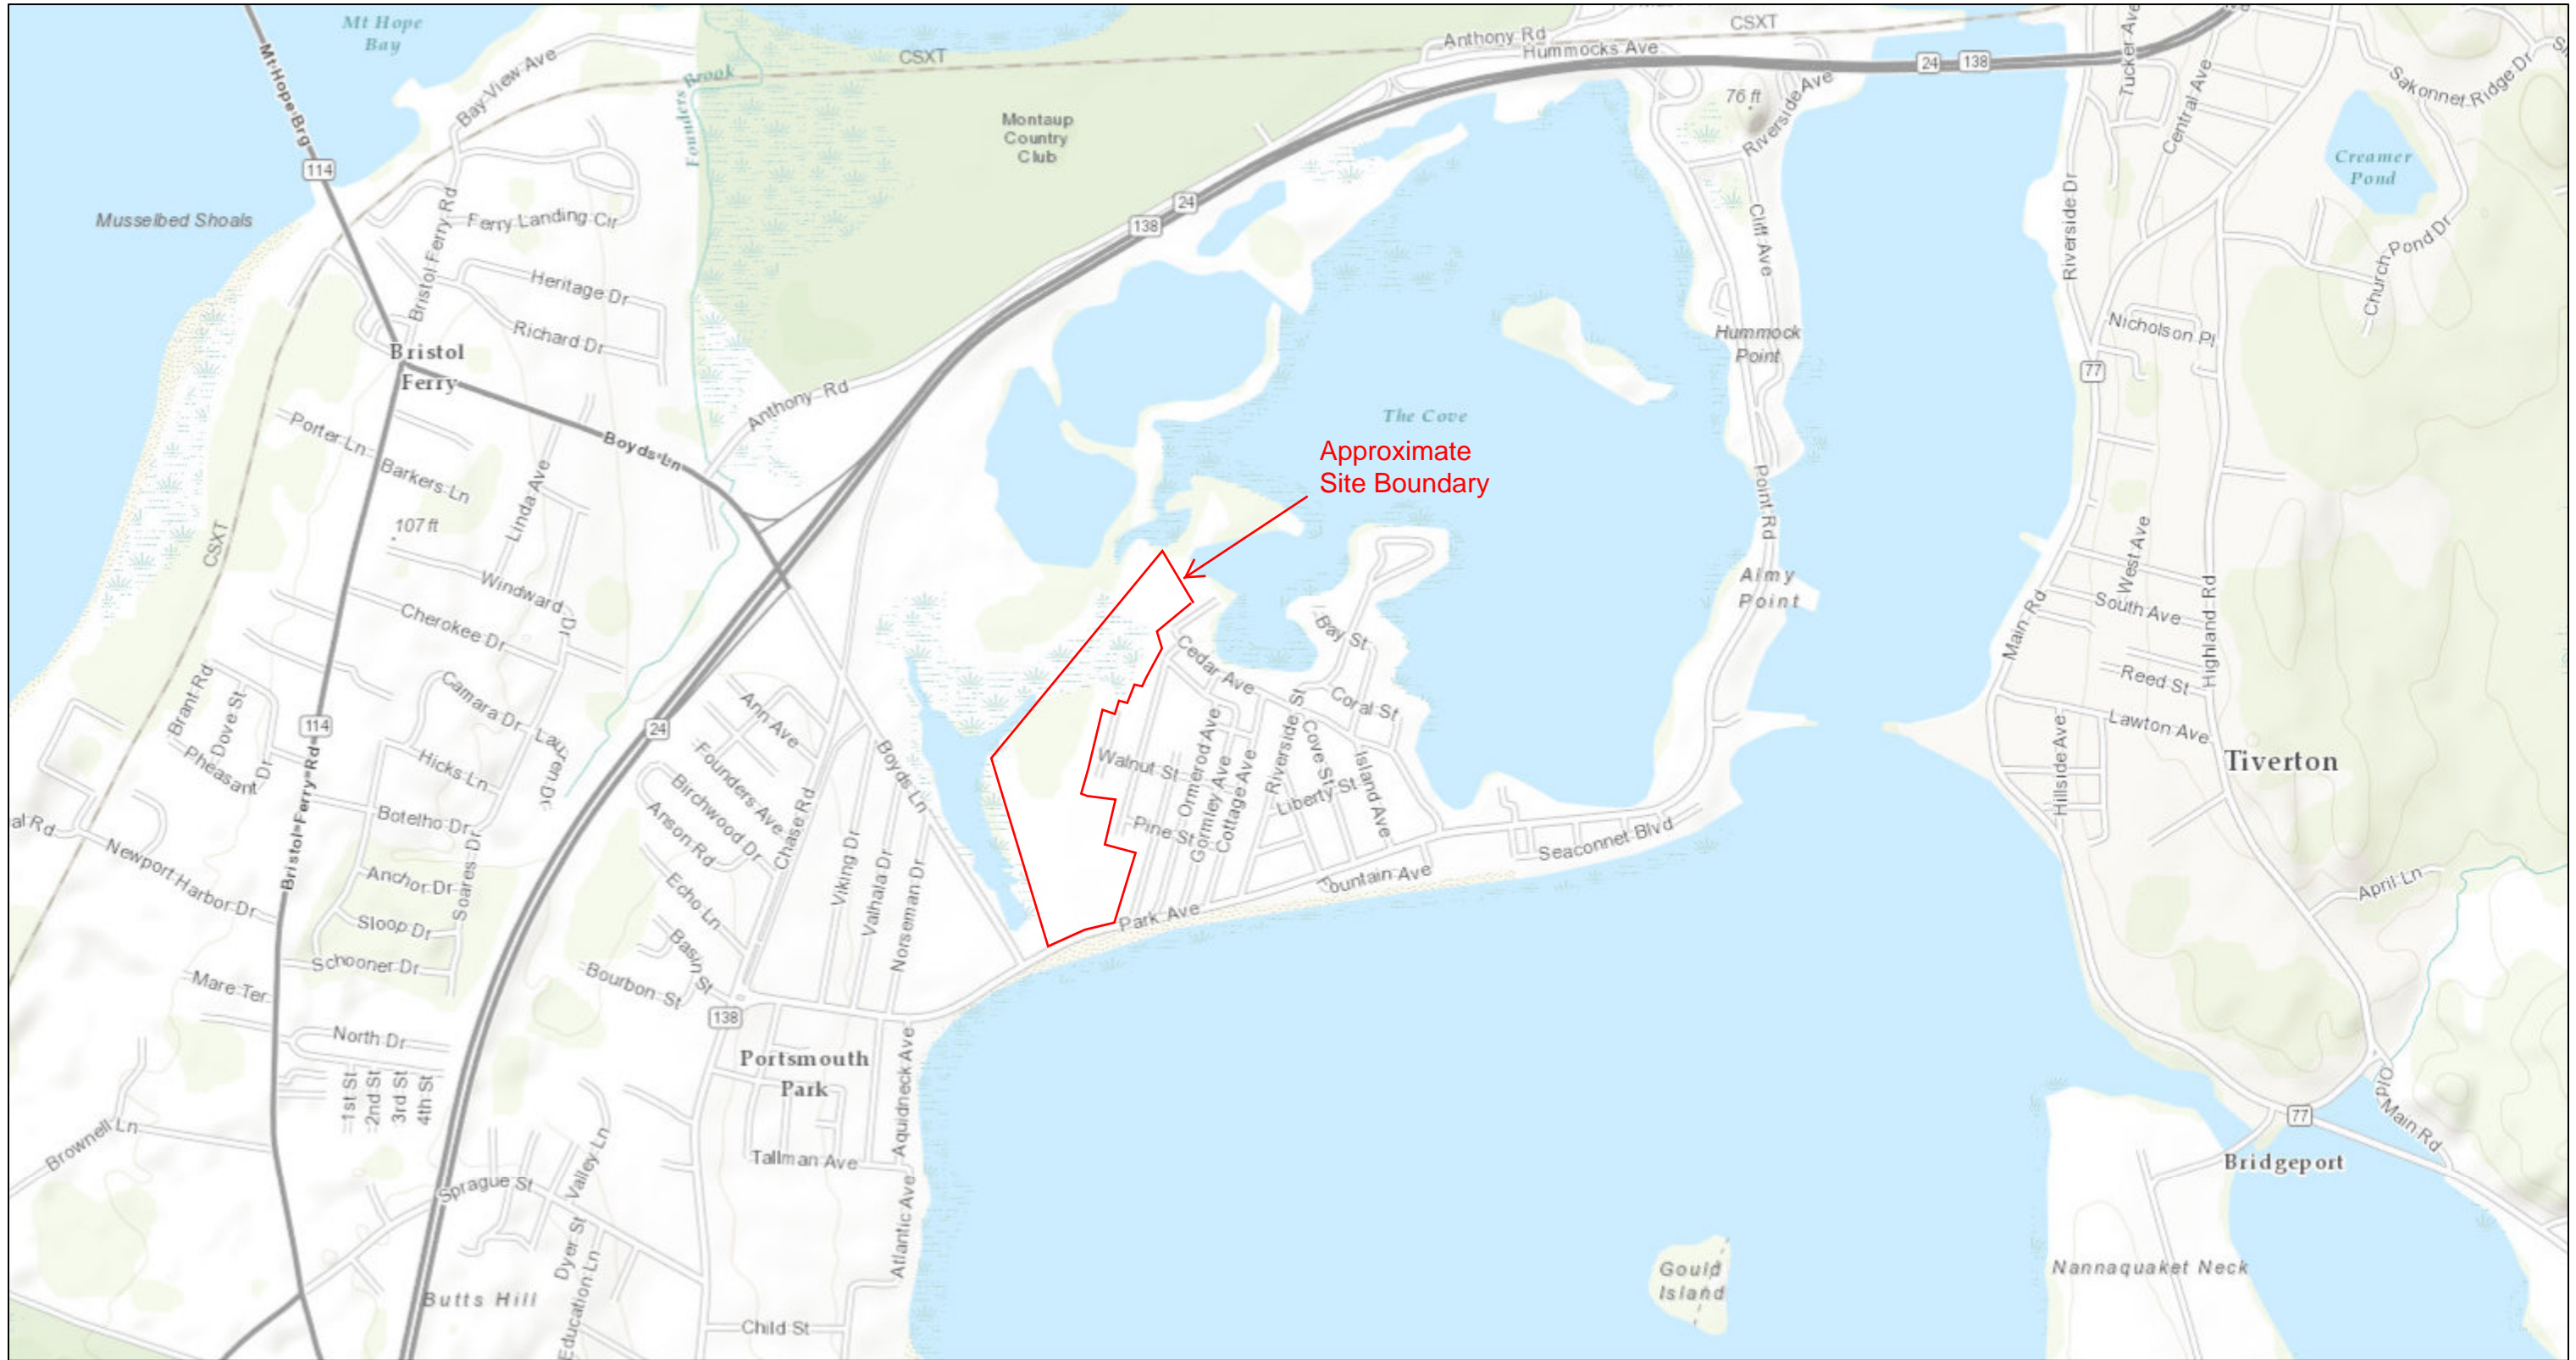 Mt Hope
Bay
Mt Hope Brg
114
Musselbed Shoals
Bay View Ave
Founders Brook
CSXT
Anthony Rd
Hummocks Ave
CSXT
24
138
Tucker Ave
Central Ave
Sakonnet Ridge Dr
Creamer
Pond
Church Pond Dr
Montaup
Country
Club
76 ft
Riverside Ave
Cliff Ave
Riverside Dr
Bristol Ferry Rd
Ferry Landing Cir
Heritage Dr
Richard Dr
24
138
Bristol
Ferry
Anthony Rd
Boyds Ln
Porter Ln
Barkers Ln
Linda Ave
107 ft
Windward Dr
Cherokee Dr
CSXT
Hummock
Point
Nicholson Pl
77
The Cove
Approximate
Site Boundary
Point Rd
Almy
Point
West Ave
South Ave
Main Rd
Highland Rd
Reed St
Lawton Ave
Hillside Ave
Tiverton
April Ln
Brant Rd
Dove St
Pheasant Dr
114
Camara Dr
Lauren Dr
Hicks Ln
Botelho Dr
Bristol Ferry Rd
24
Ann Ave
Founders Ave
Birchwood Dr
Anson Rd
Chase Rd
Boyds Ln
Echo Ln
Viking Dr
Valhala Dr
Norseman Dr
Basin St
Bourbon St
138
Bay St
Cedar Ave
Coral St
Riverside St
Cove St
Island Ave
Liberty St
Walnut St
Ormerod Ave
Gormley Ave
Cottage Ave
Pine St
Park Ave
Fountain Ave
Seaconnet Blvd
al Rd
Newport Harbor Dr
Anchor Dr
Soares Dr
Sloop Dr
Schooner Dr
Mare Ter
North Dr
1st St
2nd St
3rd St
4th St
Brownell Ln
Sprague St
Valley Ln
Dyer St
Education Ln
Butts Hill
Portsmouth
Park
Tallman Ave
Aquidneck Ave
Atlantic Ave
Child St
Gould
Island
77
Old Main Rd
Bridgeport
Nannaquaket Neck